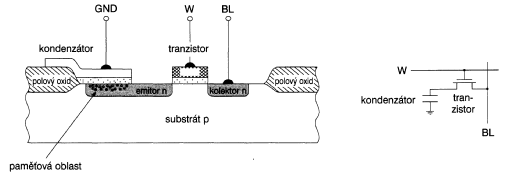 GND W BL
kondenzátor tranzistor
polový oxid polový oxid
emitor n kolektor n
substrát p
paměťová oblast
W
kondenzátor tran-
zistor
BL